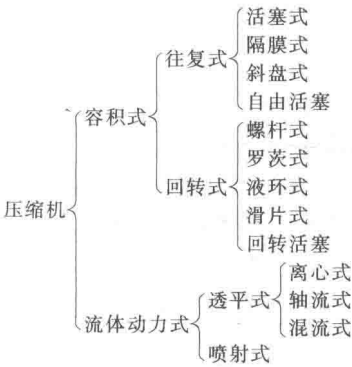 活塞式
隔膜式
往复式
斜盘式
自由活塞
容积式
螺杆式
罗茨式
回转式
液环式
滑片式
回转活塞
压缩机
离心式
透平式
轴流式
流体动力式
混流式
喷射式